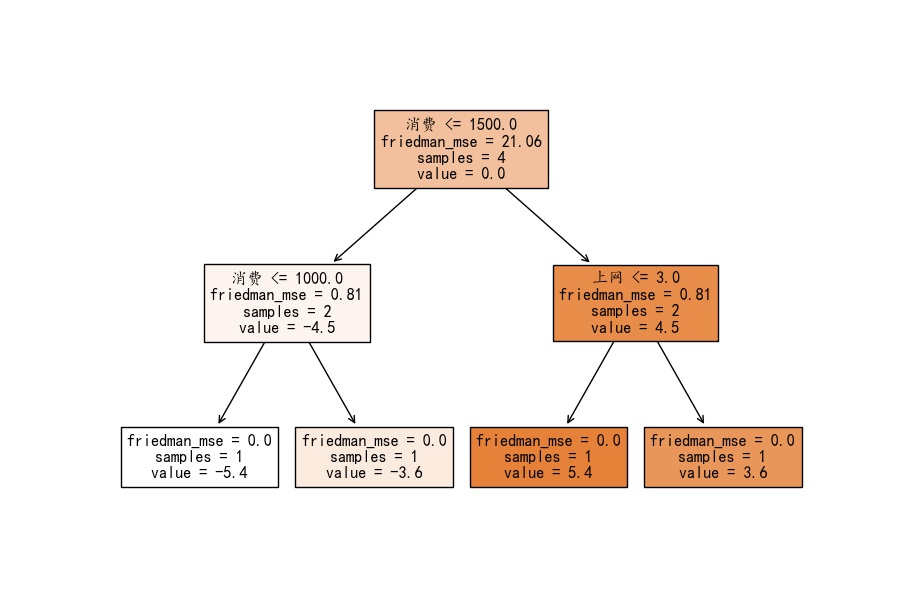 消费 <= 1500.0
friedman_mse = 21.06
samples = 4
value = 0.0
消费 <= 1000.0
friedman_mse = 0.81
samples = 2
value = −4.5
上网 <= 3.0
friedman_mse = 0.81
samples = 2
value = 4.5
friedman_mse = 0.0
samples = 1
value = −5.4
friedman_mse = 0.0
samples = 1
value = −3.6
friedman_mse = 0.0
samples = 1
value = 5.4
friedman_mse = 0.0
samples = 1
value = 3.6